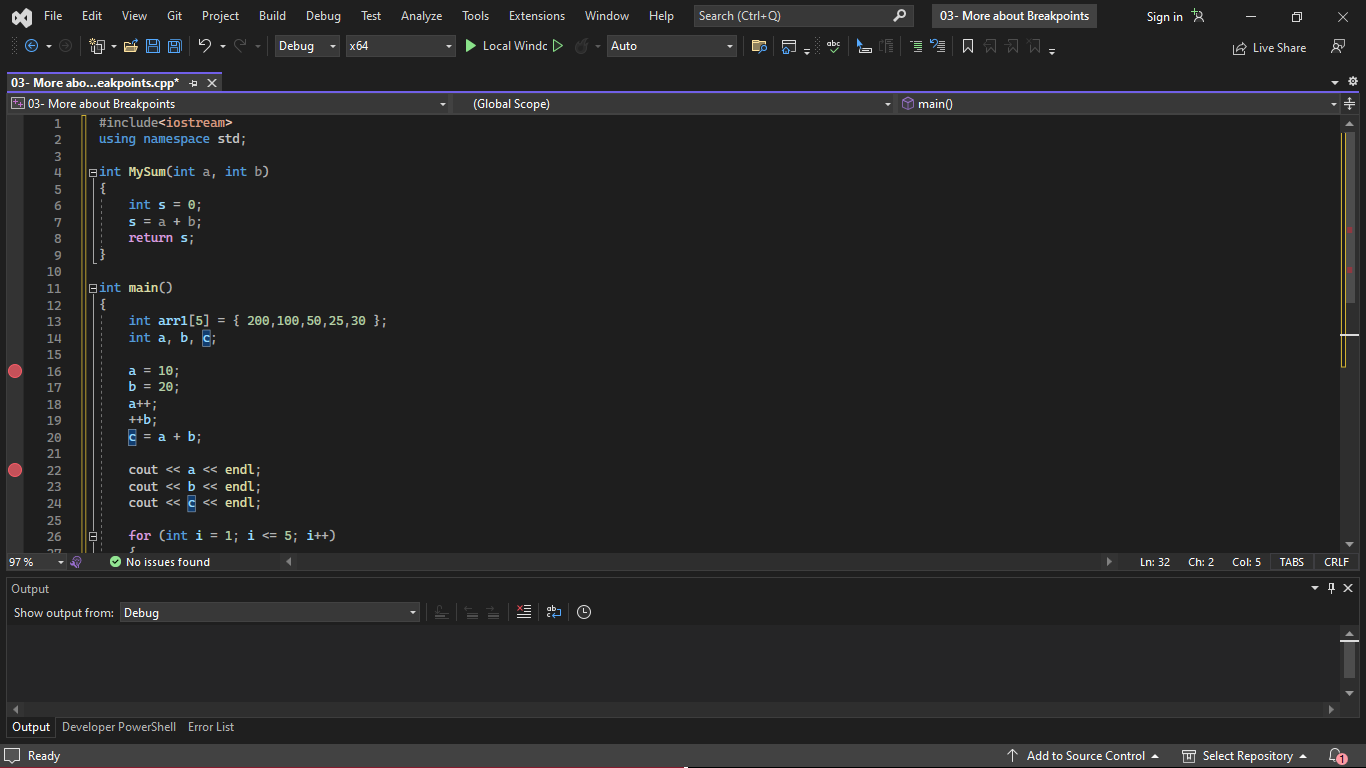 File Edit View Git Project Build Debug Test Analyze Tools Extensions Window Help Search (Ctrl+Q) 03- More about Breakpoints Sign in
Debug x64 Local Windc Auto Live Share
03- More abo...eakpoints.cpp*
03- More about Breakpoints (Global Scope) main()
1 #include<iostream>
2 using namespace std;
3
4 int MySum(int a, int b)
5 {
6 int s = 0;
7 s = a + b;
8 return s;
9 }
10
11 int main()
12 {
13 int arr1[5] = { 200,100,50,25,30 };
14 int a, b, c;
15
16 a = 10;
17 b = 20;
18 a++;
19 ++b;
20 c = a + b;
21
22 cout << a << endl;
23 cout << b << endl;
24 cout << c << endl;
25
26 for (int i = 1; i <= 5; i++)
27 {
97 % No issues found Ln: 32 Ch: 2 Col: 5 TABS CRLF
Output
Show output from: Debug
Output Developer PowerShell Error List
Ready Add to Source Control Select Repository 1